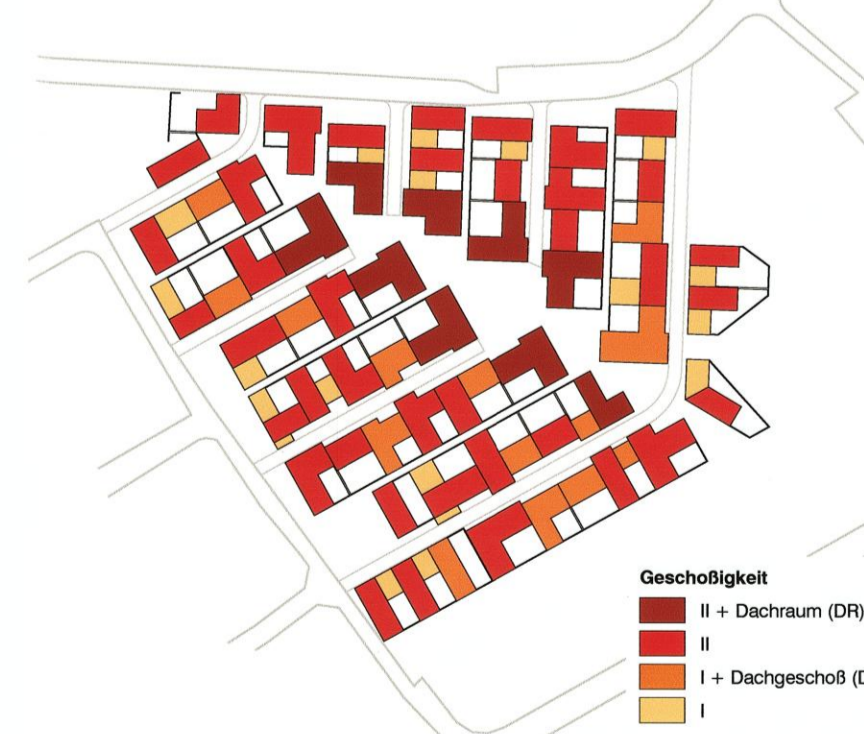 Geschoßigkeit
II + Dachraum (DR)
II
I + Dachgeschoß (D
I